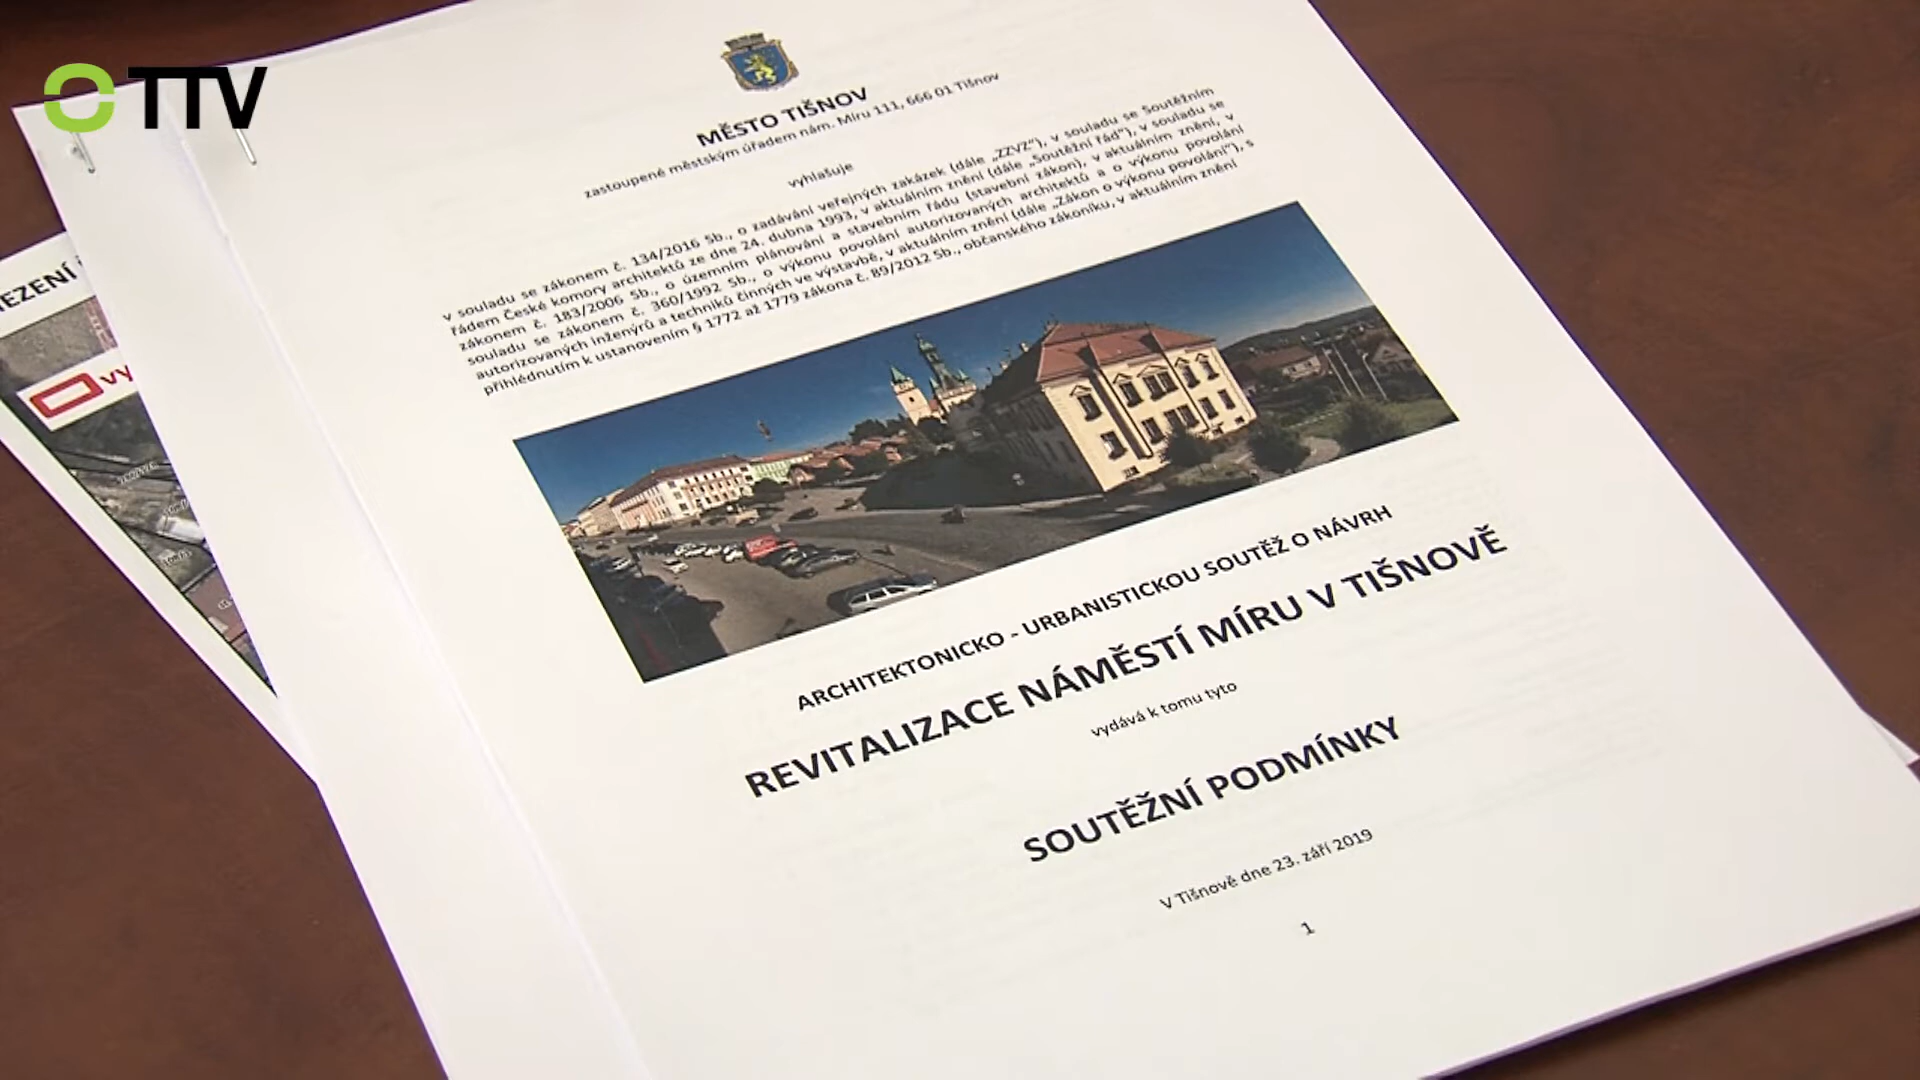 TTV
MĚSTO TIŠNOV
zastoupené městským úřadem nám. Míru 111, 666 01 Tišnov
vyhlašuje
v souladu se zákonem č. 134/2016 Sb., o zadávání veřejných zakázek (dále „ZZVZ"), v souladu se Soutěžním
řádem České komory architektů ze dne 24. dubna 1993, v aktuálním znění (dále „Soutěžní řád"), v souladu se
zákonem č. 183/2006 Sb., o územním plánování a stavebním řádu (stavební zákon), v aktuálním znění, v
souladu se zákonem č. 360/1992 Sb., o výkonu povolání autorizovaných architektů a o výkonu povolání
autorizovaných inženýrů a techniků činných ve výstavbě, v aktuálním znění (dále „Zákon o výkonu povolání"), s
přihlédnutím k ustanovením § 1772 až 1779 zákona č. 89/2012 Sb., občanského zákoníku, v aktuálním znění
ARCHITEKTONICKO - URBANISTICKOU SOUTĚŽ O NÁVRH
REVITALIZACE NÁMĚSTÍ MÍRU V TIŠNOVĚ
vydává k tomu tyto
SOUTĚŽNÍ PODMÍNKY
V Tišnově dne 23. září 2019
1
EZENÍ
vy